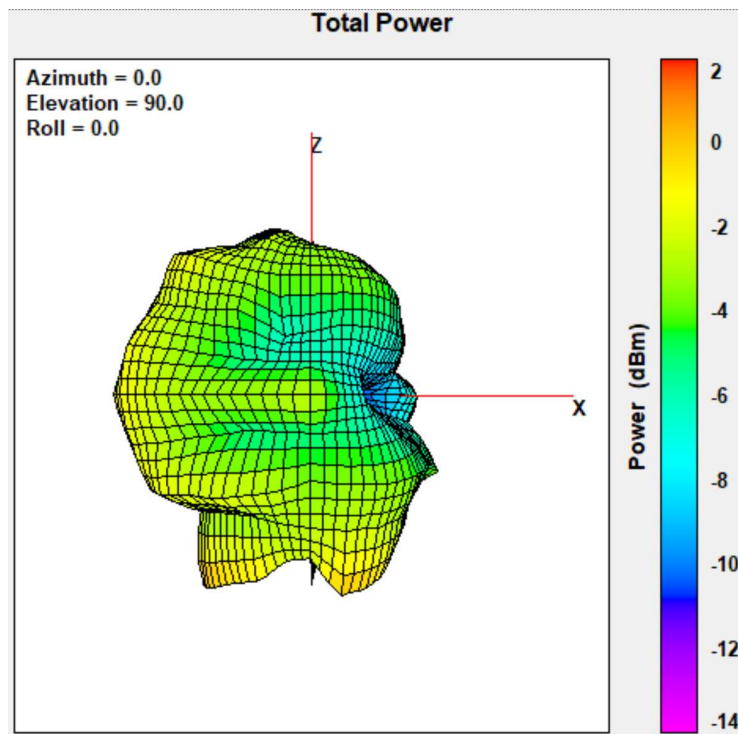 Total Power
Azimuth = 0.0
Elevation = 90.0
Roll = 0.0
Z
X
Power (dBm)
2
0
-2
-4
-6
-8
-10
-12
-14